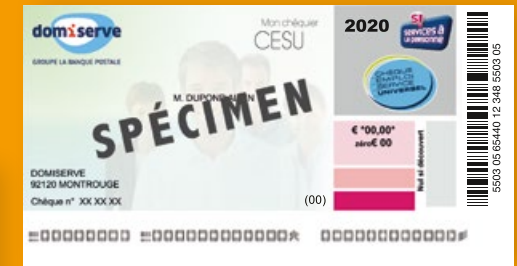 domiserve
GROUPE LA BANQUE POSTALE
Mon chéquier
CESU
2020
SERVICES À
LA PERSONNE
CHÈQUE
EMPLOI
SERVICE
UNIVERSEL
SPÉCIMEN
€ *00,00*
zéro€ 00
Nul si découvert
DOMISERVE
92120 MONTROUGE
Chèque n° XX XX XX
(00)
5503 05 65440 12 348 5503 05